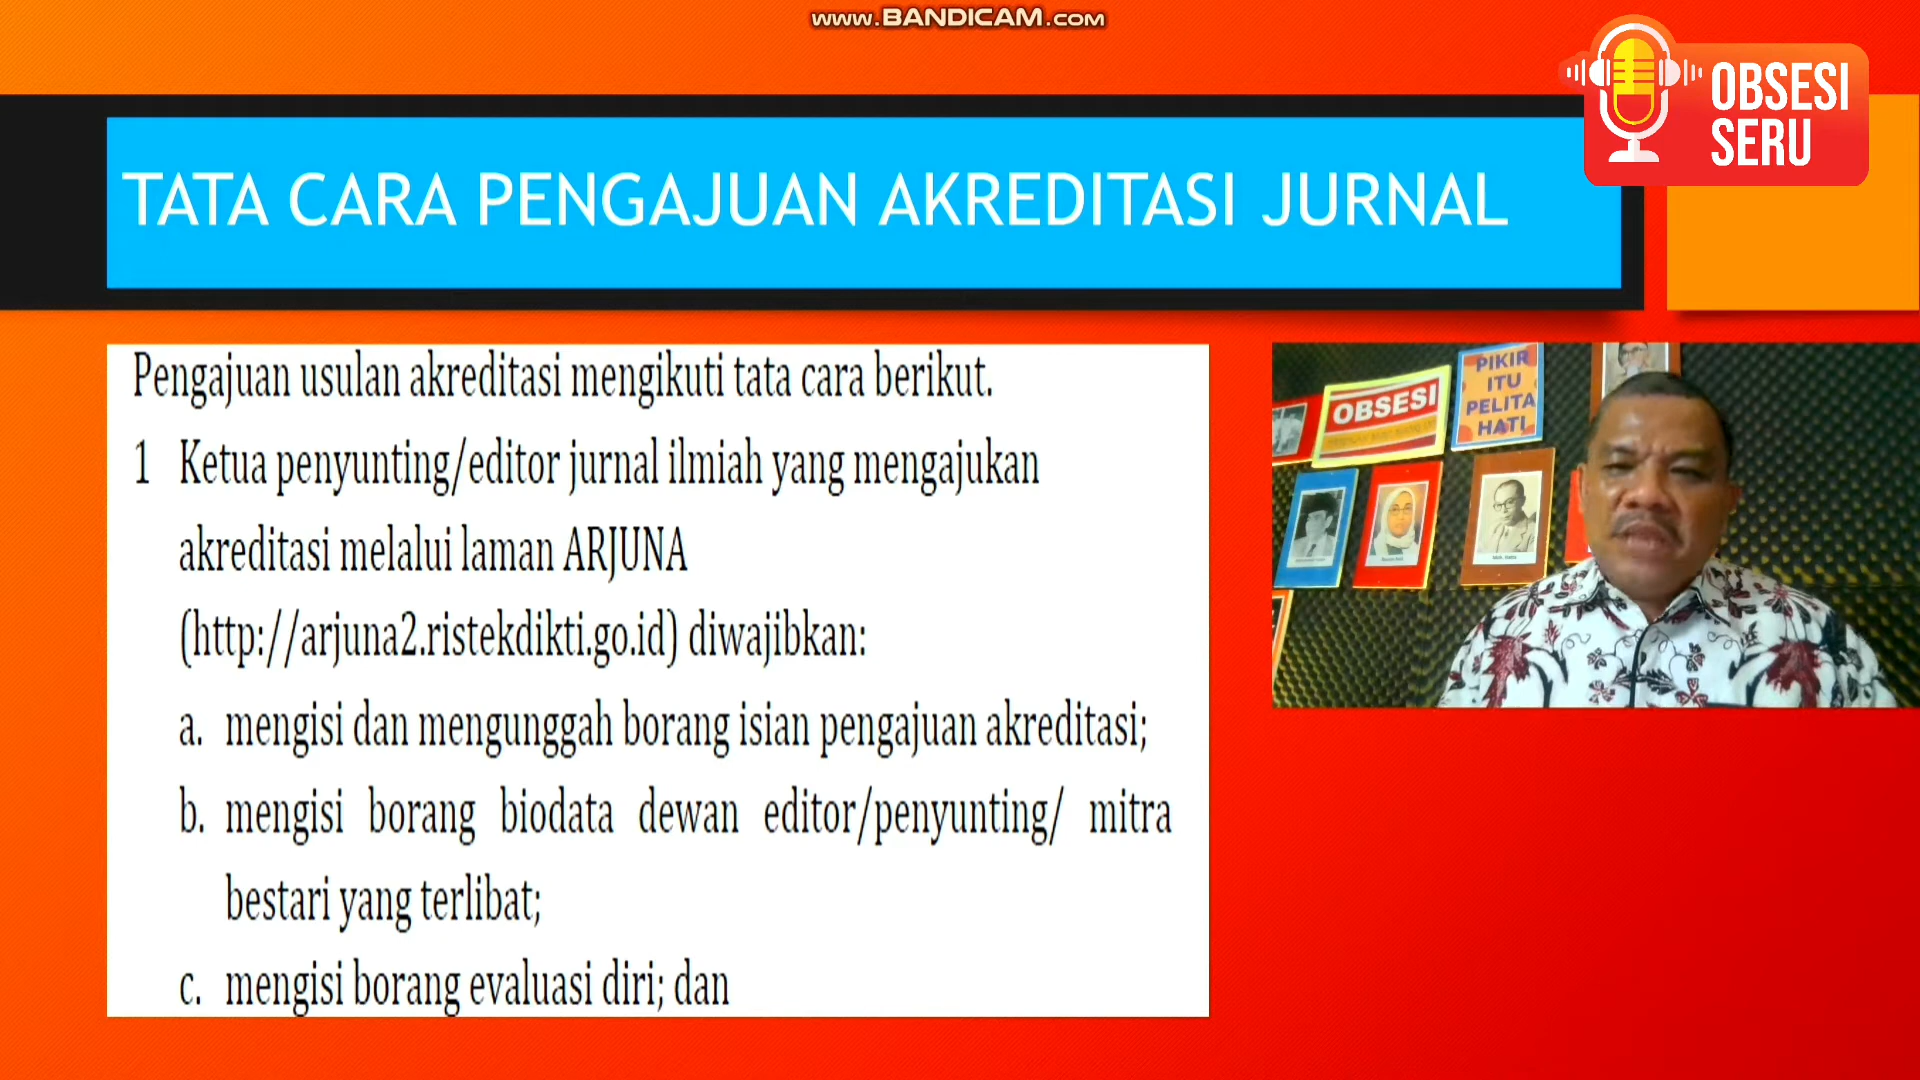 www.BANDICAM.com
OBSESI
SERU
TATA CARA PENGAJUAN AKREDITASI JURNAL
Pengajuan usulan akreditasi mengikuti tata cara berikut.
1 Ketua penyunting/editor jurnal ilmiah yang mengajukan
akreditasi melalui laman ARJUNA
(http://arjuna2.ristekdikti.go.id) diwajibkan:
a. mengisi dan mengunggah borang isian pengajuan akreditasi;
b. mengisi borang biodata dewan editor/penyunting/ mitra
bestari yang terlibat;
c. mengisi borang evaluasi diri; dan
OBSESI
PIKIR
ITU
PELITA
HATI